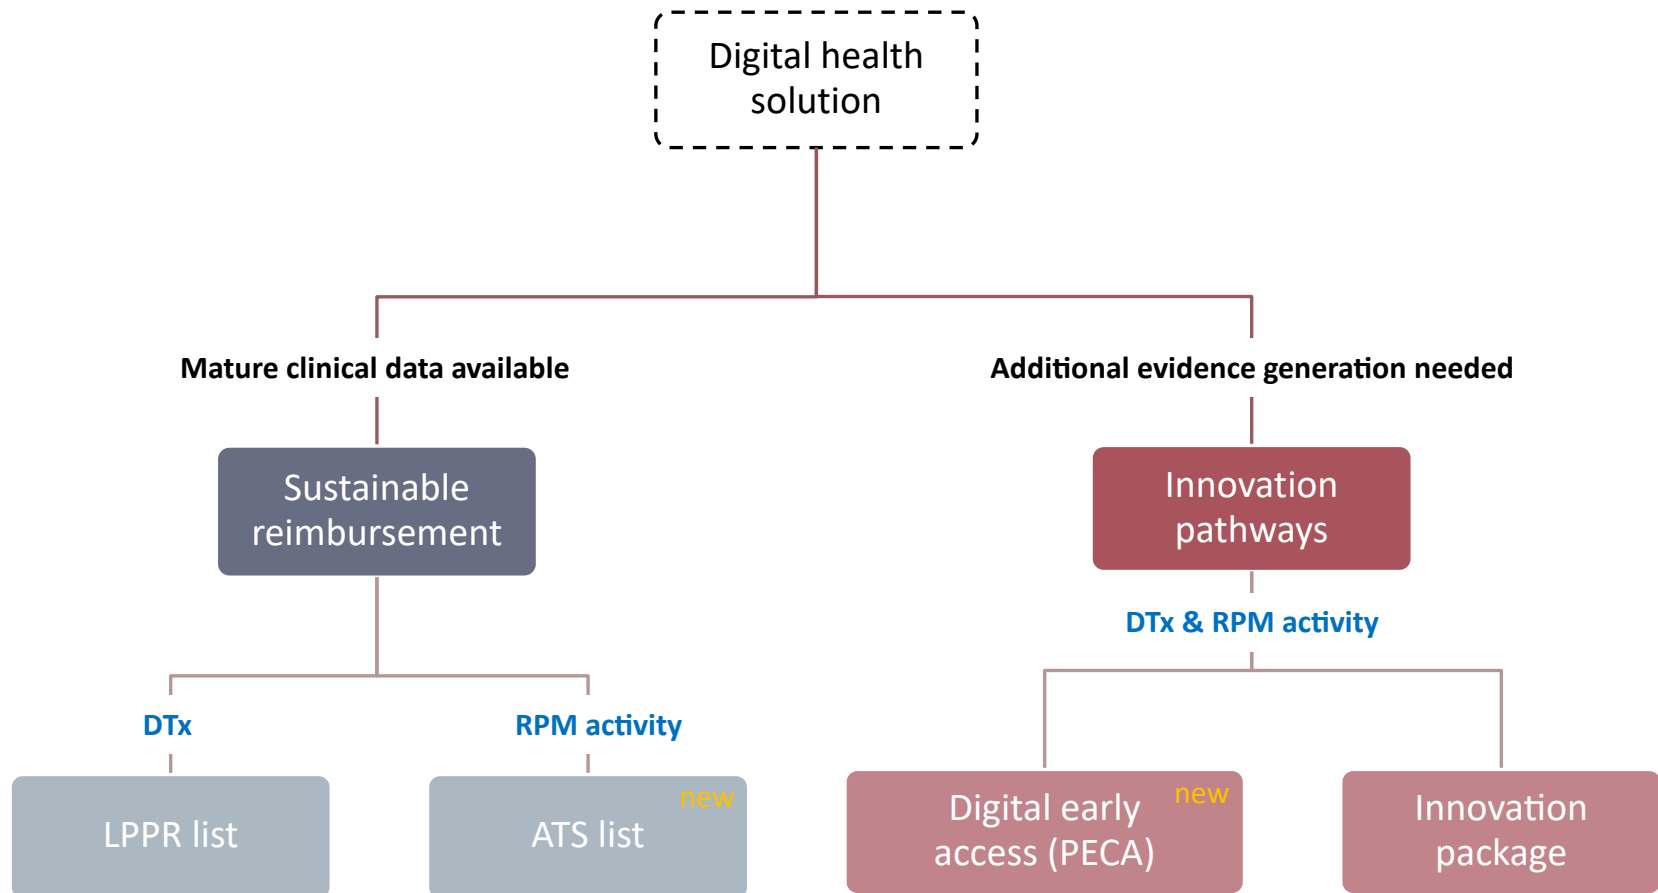 Digital health
solution
Mature clinical data available
Additional evidence generation needed
Sustainable
reimbursement
Innovation
pathways
DTx & RPM activity
DTx
RPM activity
LPPR list
new
ATS list
new
Digital early
access (PECA)
Innovation
package